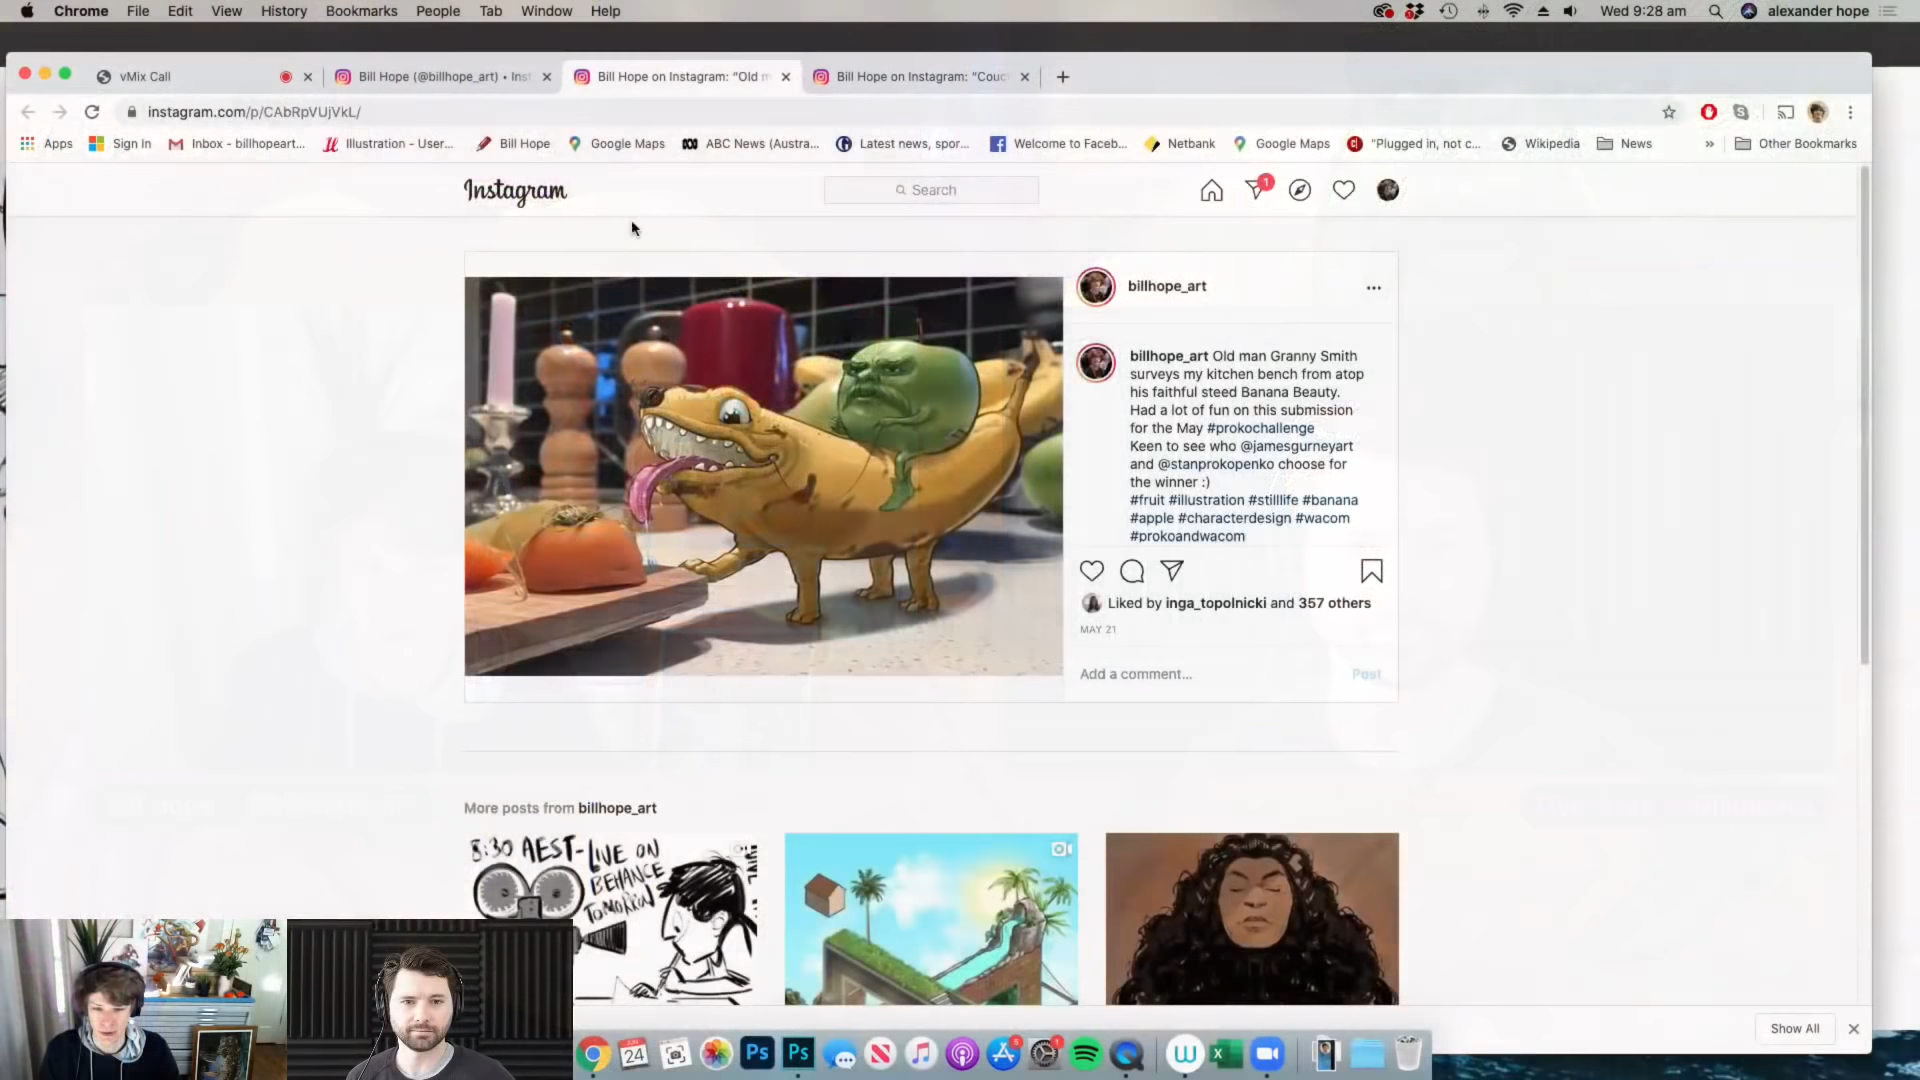 Chrome File Edit View History Bookmarks People Tab Window Help
Wed 9:28 am alexander hope
vMix Call
Bill Hope (@billhope_art) • Inst
Bill Hope on Instagram: “Old m
Bill Hope on Instagram: “Couc
instagram.com/p/CAbRpVUjVkL/
Apps
Sign In
Inbox - billhopeart...
Illustration - User...
Bill Hope
Google Maps
ABC News (Austra...
Latest news, spor...
Welcome to Faceb...
Netbank
Google Maps
"Plugged in, not c...
Wikipedia
News
»
Other Bookmarks
Instagram
Search
1
billhope_art
billhope_art Old man Granny Smith
surveys my kitchen bench from atop
his faithful steed Banana Beauty.
Had a lot of fun on this submission
for the May #prokochallenge
Keen to see who @jamesgurneyart
and @stanprokopenko choose for
the winner :)
#fruit #illustration #stilllife #banana
#apple #characterdesign #wacom
#prokoandwacom
Liked by inga_topolnicki and 357 others
MAY 21
Add a comment...
Post
More posts from billhope_art
8:30 AEST-LIVE ON
BEHANCE
TOMORROW
Show All
24
Ps
Ps
5
1